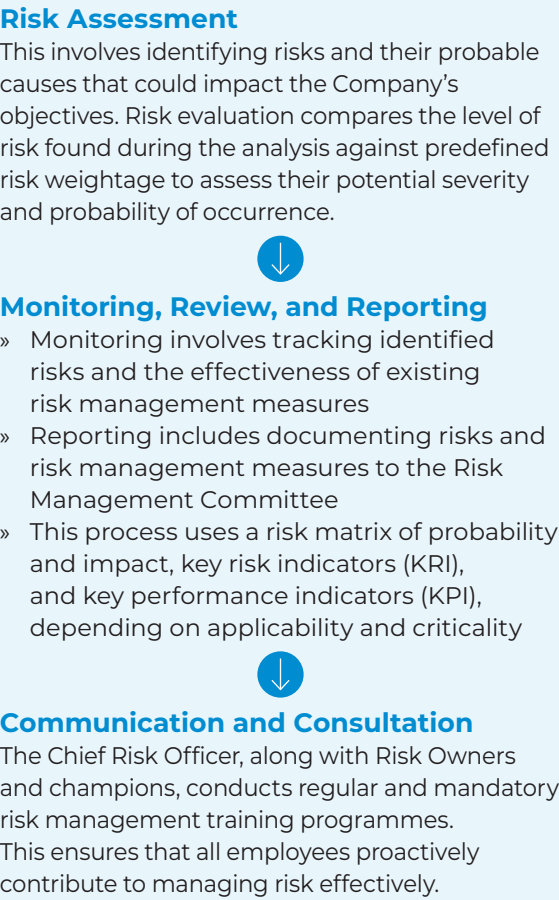 Risk Assessment
This involves identifying risks and their probable
causes that could impact the Company’s
objectives. Risk evaluation compares the level of
risk found during the analysis against predefined
risk weightage to assess their potential severity
and probability of occurrence.
Monitoring, Review, and Reporting
» Monitoring involves tracking identified
risks and the effectiveness of existing
risk management measures
» Reporting includes documenting risks and
risk management measures to the Risk
Management Committee
» This process uses a risk matrix of probability
and impact, key risk indicators (KRI),
and key performance indicators (KPI),
depending on applicability and criticality
Communication and Consultation
The Chief Risk Officer, along with Risk Owners
and champions, conducts regular and mandatory
risk management training programmes.
This ensures that all employees proactively
contribute to managing risk effectively.